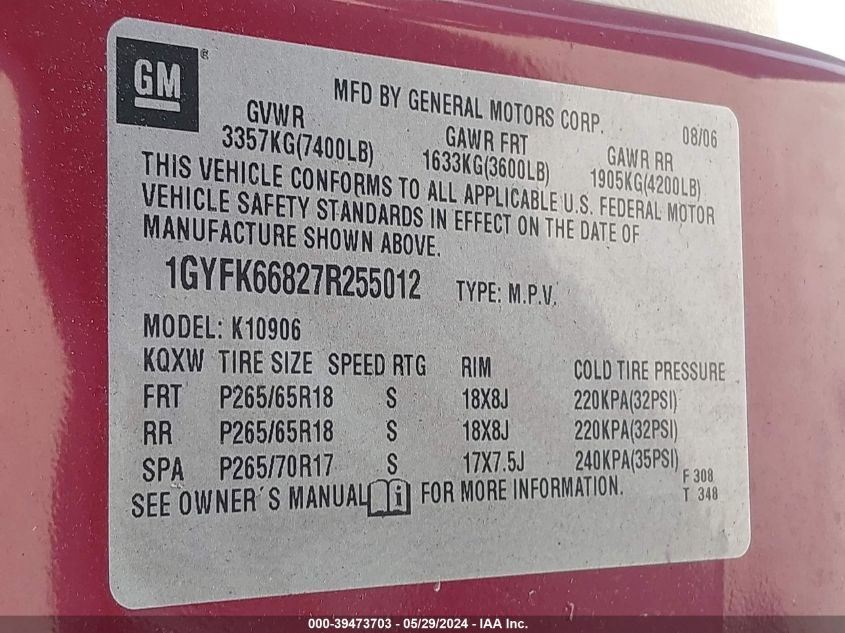 GM ®
MFD BY GENERAL MOTORS CORP. 08/06
GVWR GAWR FRT GAWR RR
3357KG(7400LB) 1633KG(3600LB) 1905KG(4200LB)
THIS VEHICLE CONFORMS TO ALL APPLICABLE U.S. FEDERAL MOTOR
VEHICLE SAFETY STANDARDS IN EFFECT ON THE DATE OF
MANUFACTURE SHOWN ABOVE.
1GYFK66827R255012 TYPE: M.P.V.
MODEL: K10906
KQXW TIRE SIZE SPEED RTG RIM COLD TIRE PRESSURE
FRT P265/65R18 S 18X8J 220KPA(32PSI)
RR P265/65R18 S 18X8J 220KPA(32PSI)
SPA P265/70R17 S 17X7.5J 240KPA(35PSI)
F 308
SEE OWNER'S MANUAL i FOR MORE INFORMATION. T 348
000-39473703 - 05/29/2024 - IAA Inc.